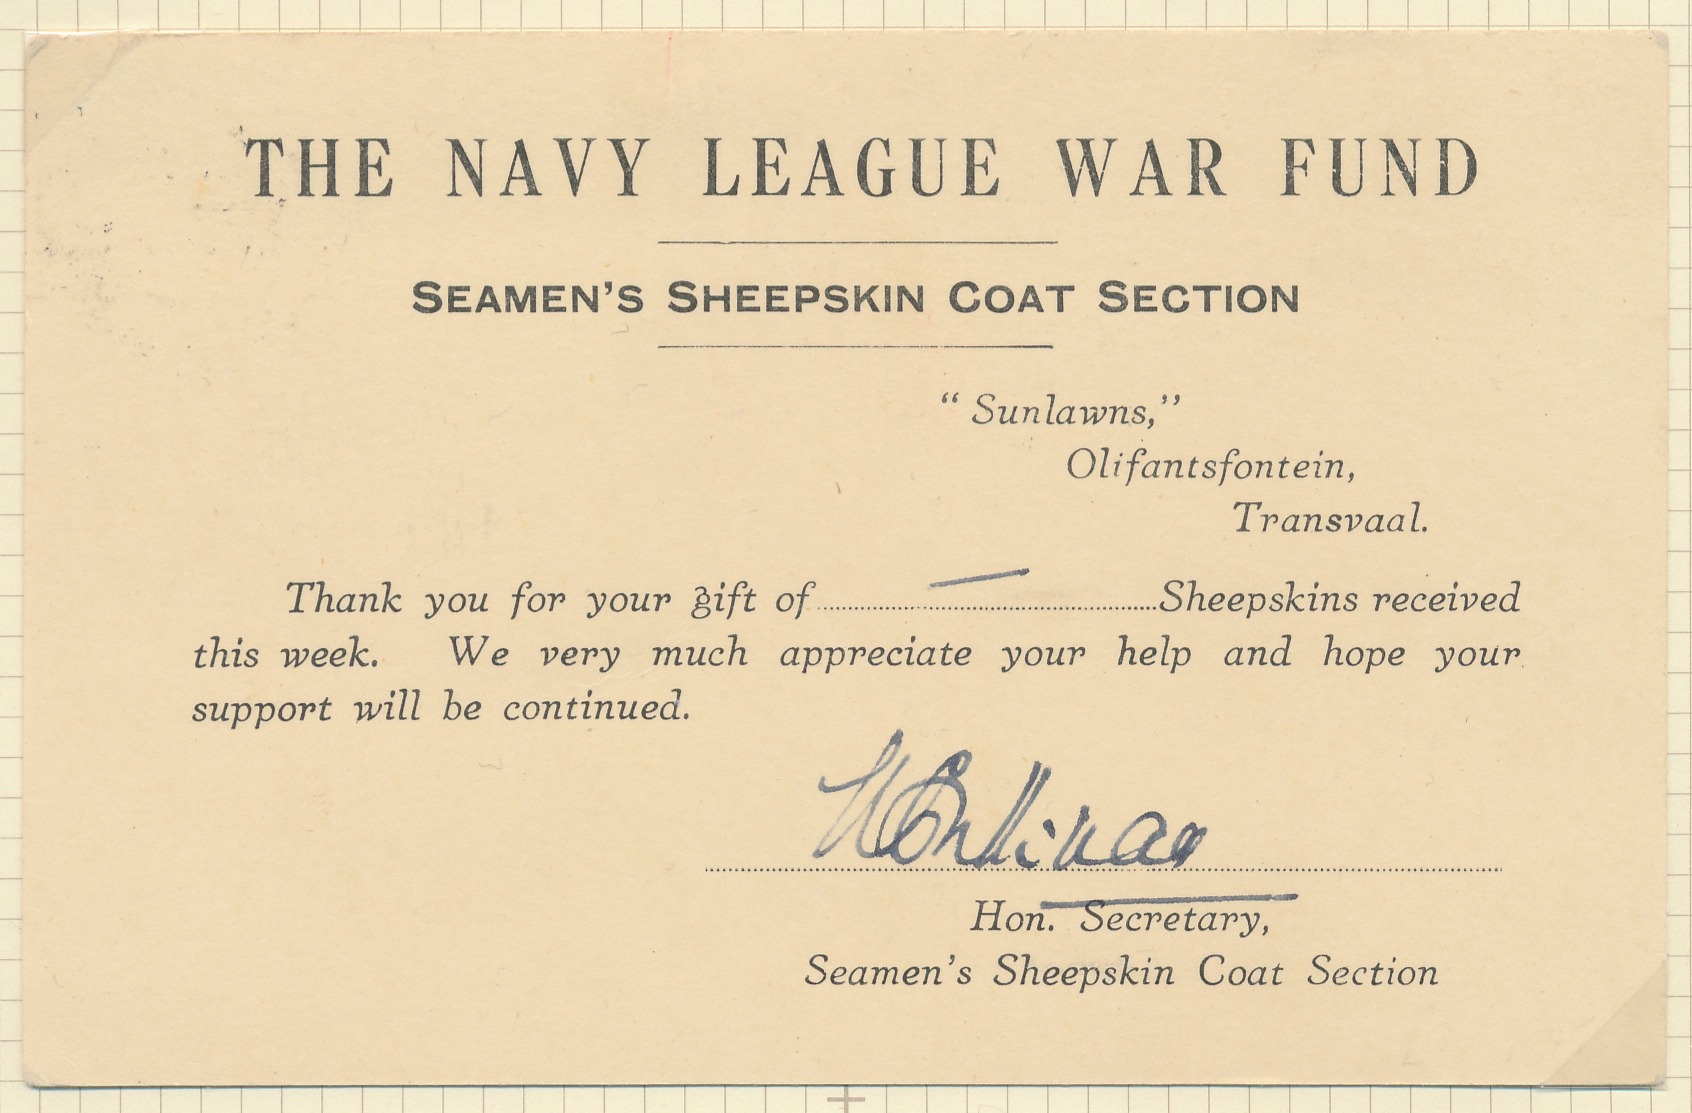 THE NAVY LEAGUE WAR FUND
SEAMEN'S SHEEPSKIN COAT SECTION
“ Sunlawns,”
Olifantsfontein,
Transvaal.
Thank you for your gift of — Sheepskins received
this week. We very much appreciate your help and hope your
support will be continued.
Hon. Secretary,
Seamen's Sheepskin Coat Section